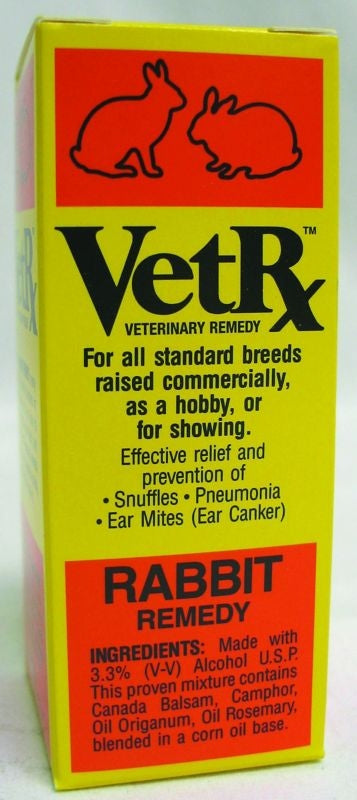 VetRx™
VETERINARY REMEDY
For all standard breeds
raised commercially,
as a hobby, or
for showing.
Effective relief and
prevention of
• Snuffles • Pneumonia
• Ear Mites (Ear Canker)
RABBIT
REMEDY
INGREDIENTS: Made with
3.3% (V-V) Alcohol U.S.P.
This proven mixture contains
Canada Balsam, Camphor,
Oil Origanum, Oil Rosemary,
blended in a corn oil base.